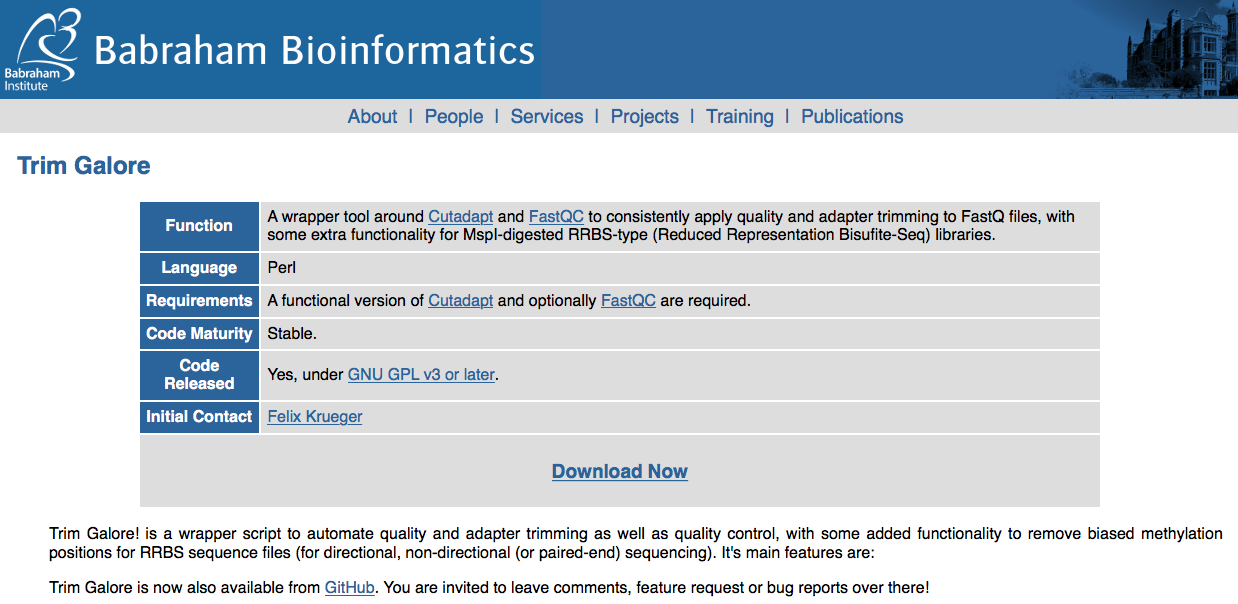 Babraham
Institute
Babraham Bioinformatics
About | People | Services | Projects | Training | Publications
Trim Galore
Function
A wrapper tool around Cutadapt and FastQC to consistently apply quality and adapter trimming to FastQ files, with
some extra functionality for MspI-digested RRBS-type (Reduced Representation Bisufite-Seq) libraries.
Language
Perl
Requirements
A functional version of Cutadapt and optionally FastQC are required.
Code Maturity
Stable.
Code
Released
Yes, under GNU GPL v3 or later.
Initial Contact
Felix Krueger
Download Now
Trim Galore! is a wrapper script to automate quality and adapter trimming as well as quality control, with some added functionality to remove biased methylation
positions for RRBS sequence files (for directional, non-directional (or paired-end) sequencing). It's main features are:
Trim Galore is now also available from GitHub. You are invited to leave comments, feature request or bug reports over there!